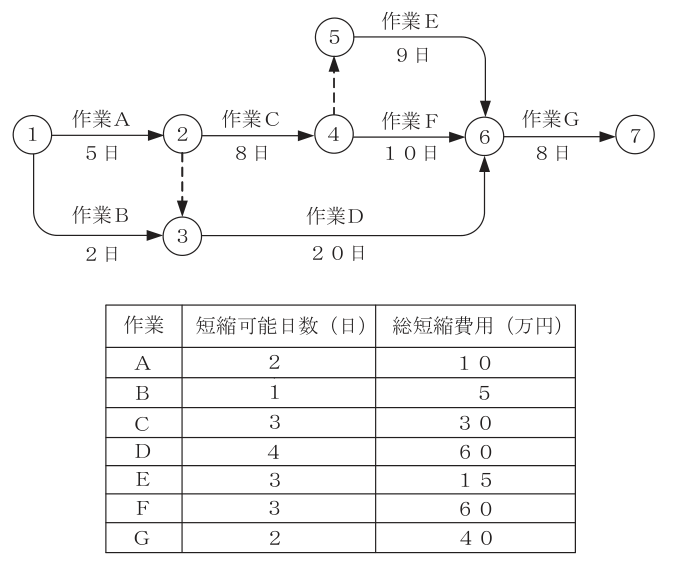 作業E
⑤
9日
作業A
作業C
作業F
作業G
① ② ④ ⑥ ⑦
5日
8日
10日
8日
作業B
作業D
③
2日
20日
作業 短縮可能日数（日） 総短縮費用（万円）
A 2 10
B 1 5
C 3 30
D 4 60
E 3 15
F 3 60
G 2 40